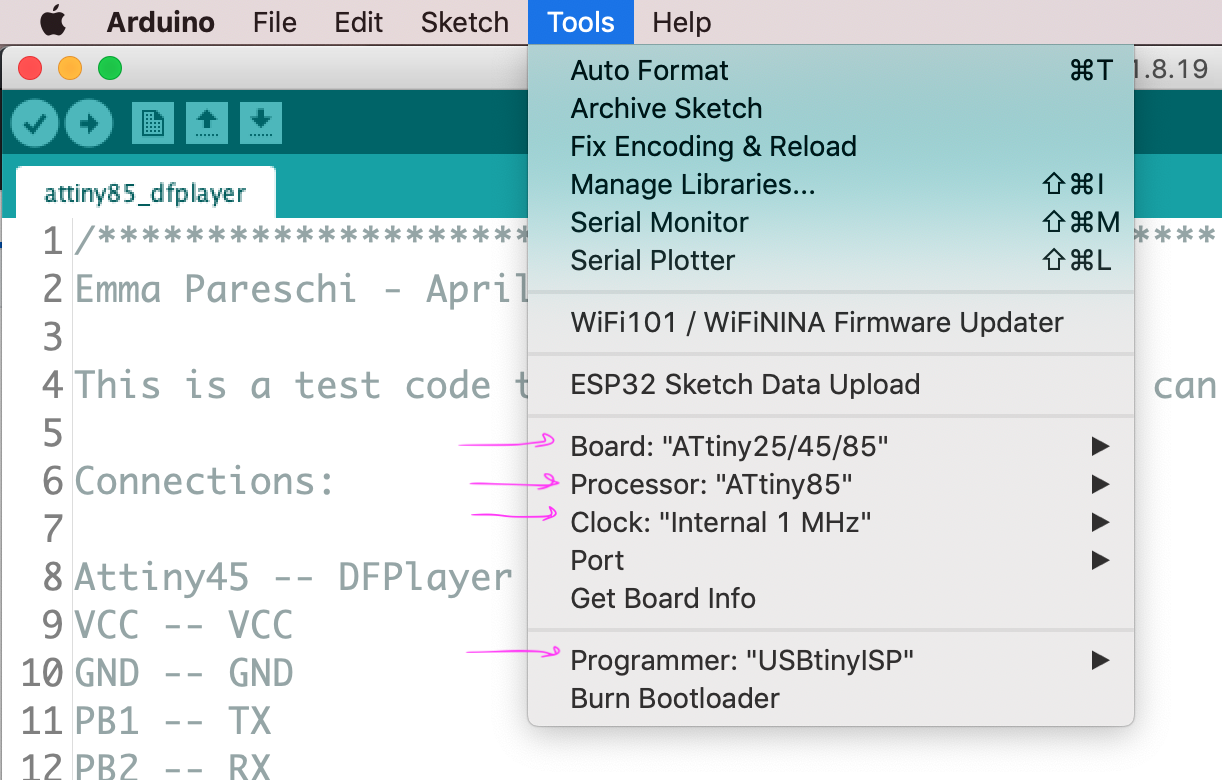 Arduino File Edit Sketch Tools Help
1.8.19
Auto Format ⌘T
Archive Sketch
Fix Encoding & Reload
Manage Libraries... ⇧⌘I
Serial Monitor ⇧⌘M
Serial Plotter ⇧⌘L
WiFi101 / WiFiNINA Firmware Updater
ESP32 Sketch Data Upload
Board: "ATtiny25/45/85"
Processor: "ATtiny85"
Clock: "Internal 1 MHz"
Port
Get Board Info
Programmer: "USBtinyISP"
Burn Bootloader
attiny85_dfplayer
1 /********************* ****
2 Emma Pareschi - April
3
4 This is a test code t can
5
6 Connections:
7
8 Attiny45 -- DFPlayer
9 VCC -- VCC
10 GND -- GND
11 PB1 -- TX
12 PB2 -- RX